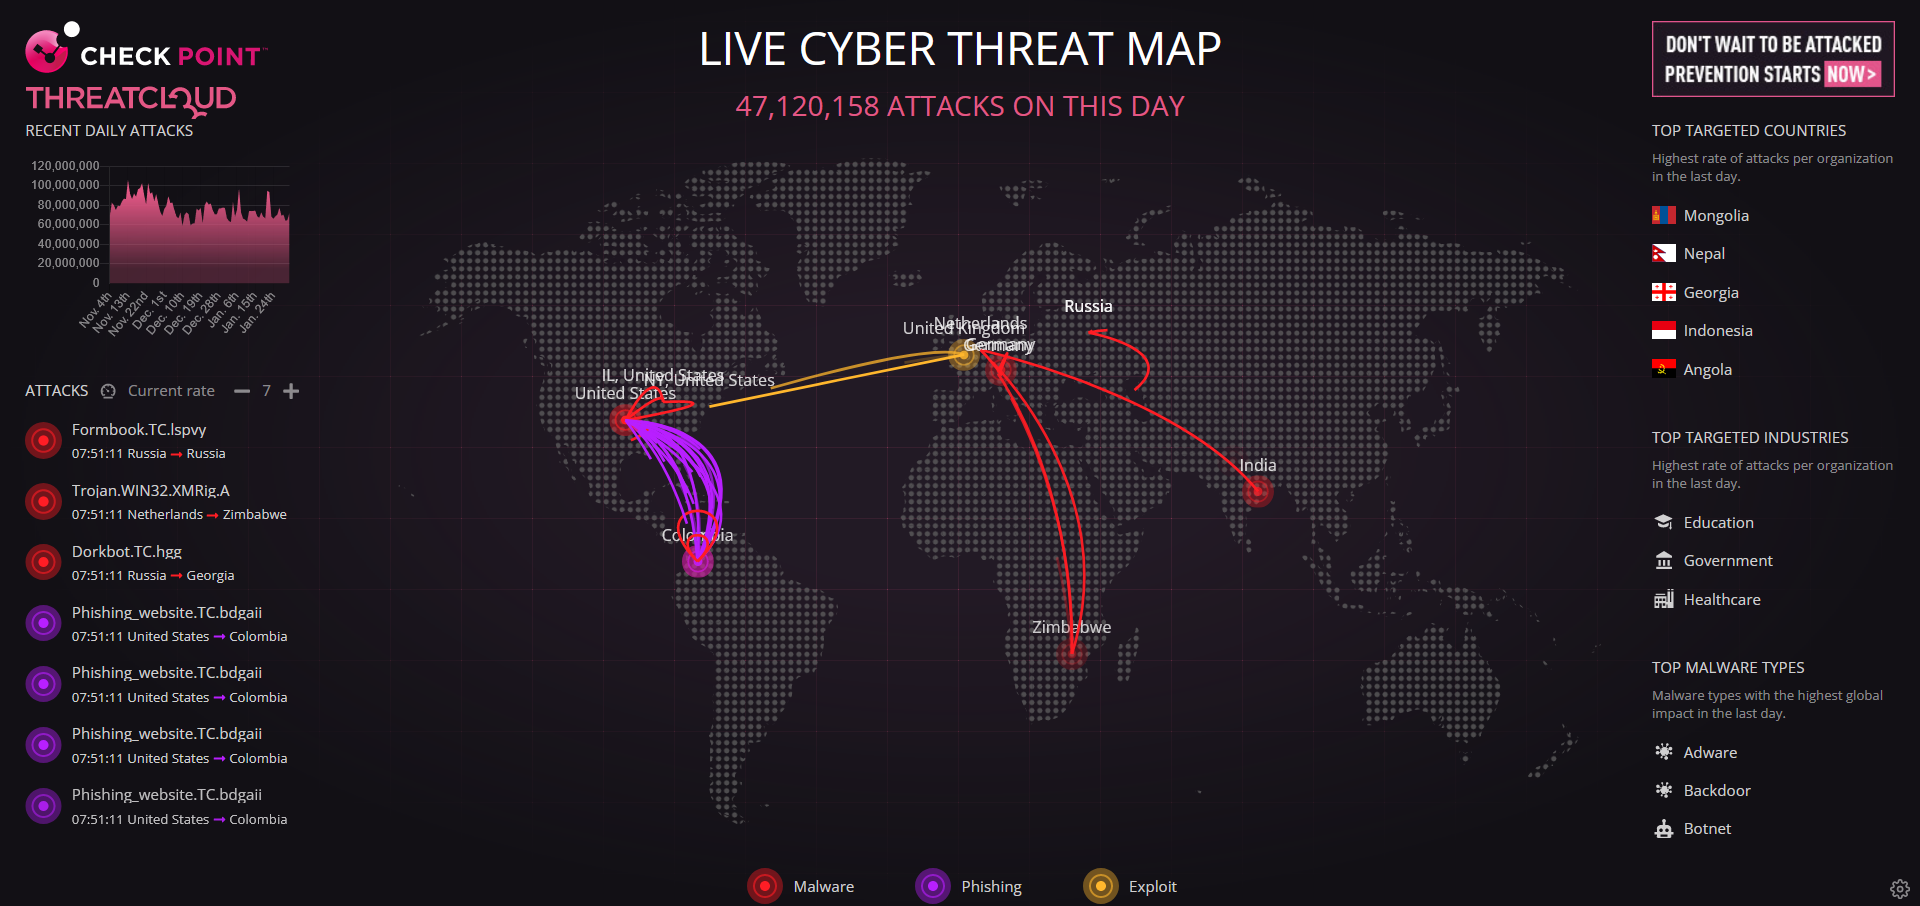 CHECK POINT™
THREATCLOUD
RECENT DAILY ATTACKS
120,000,000
100,000,000
80,000,000
60,000,000
40,000,000
20,000,000
0
Nov. 4th
Nov. 13th
Nov. 22nd
Dec. 1st
Dec. 10th
Dec. 19th
Dec. 28th
Jan. 6th
Jan. 15th
Jan. 24th
ATTACKS Current rate — 7 +
Formbook.TC.lspvy
07:51:11 Russia → Russia
Trojan.WIN32.XMRig.A
07:51:11 Netherlands → Zimbabwe
Dorkbot.TC.hgg
07:51:11 Russia → Georgia
Phishing_website.TC.bdgaii
07:51:11 United States → Colombia
Phishing_website.TC.bdgaii
07:51:11 United States → Colombia
Phishing_website.TC.bdgaii
07:51:11 United States → Colombia
Phishing_website.TC.bdgaii
07:51:11 United States → Colombia
LIVE CYBER THREAT MAP
47,120,158 ATTACKS ON THIS DAY
Russia
Netherlands
United Kingdom
Germany
IL, United States
NY, United States
United States
India
Colombia
Zimbabwe
Malware
Phishing
Exploit
DON'T WAIT TO BE ATTACKED
PREVENTION STARTS NOW >
TOP TARGETED COUNTRIES
Highest rate of attacks per organization
in the last day.
Mongolia
Nepal
Georgia
Indonesia
Angola
TOP TARGETED INDUSTRIES
Highest rate of attacks per organization
in the last day.
Education
Government
Healthcare
TOP MALWARE TYPES
Malware types with the highest global
impact in the last day.
Adware
Backdoor
Botnet